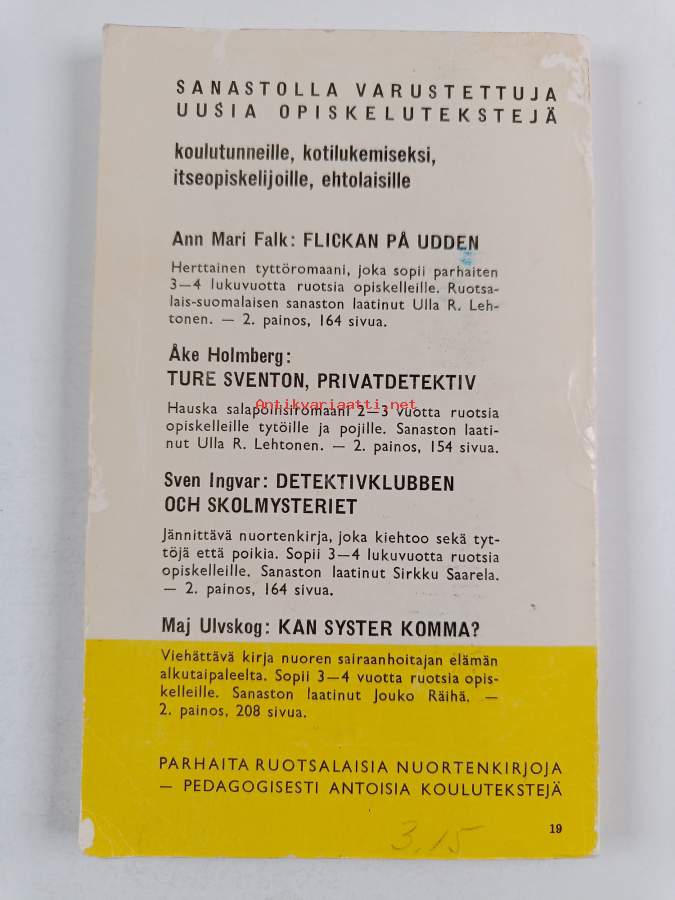 SANASTOLLA VARUSTETTUJA
UUSIA OPISKELUTEKSTEJÄ
koulutunneille, kotilukemiseksi,
itseopiskelijoille, ehtolaisille
Ann Mari Falk: FLICKAN PÅ UDDEN
Herttainen tyttöromaani, joka sopii parhaiten
3—4 lukuvuotta ruotsia opiskelleille. Ruotsa-
lais-suomalaisen sanaston laatinut Ulla R. Leh-
tonen. — 2. painos, 164 sivua.
Åke Holmberg:
TURE SVENTON, PRIVATDETEKTIV
Antikvariaatti.net
Hauska salapoliisiromaani 2—3 vuotta ruotsia
opiskelleille tytöille ja pojille. Sanaston laati-
nut Ulla R. Lehtonen. — 2. painos, 154 sivua.
Sven Ingvar: DETEKTIVKLUBBEN
OCH SKOLMYSTERIET
Jännittävä nuortenkirja, joka kiehtoo sekä tyt-
töjä että poikia. Sopii 3—4 lukuvuotta ruotsia
opiskelleille. Sanaston laatinut Sirkku Saarela.
— 2. painos, 164 sivua.
Maj Ulvskog: KAN SYSTER KOMMA?
Viehättävä kirja nuoren sairaanhoitajan elämän
alkutaipaleelta. Sopii 3—4 vuotta ruotsia opis-
kelleille. Sanaston laatinut Jouko Räihä. —
2. painos, 208 sivua.
PARHAITA RUOTSALAISIA NUORTENKIRJOJA
— PEDAGOGISESTI ANTOISIA KOULUTEKSTEJÄ
19
3.15